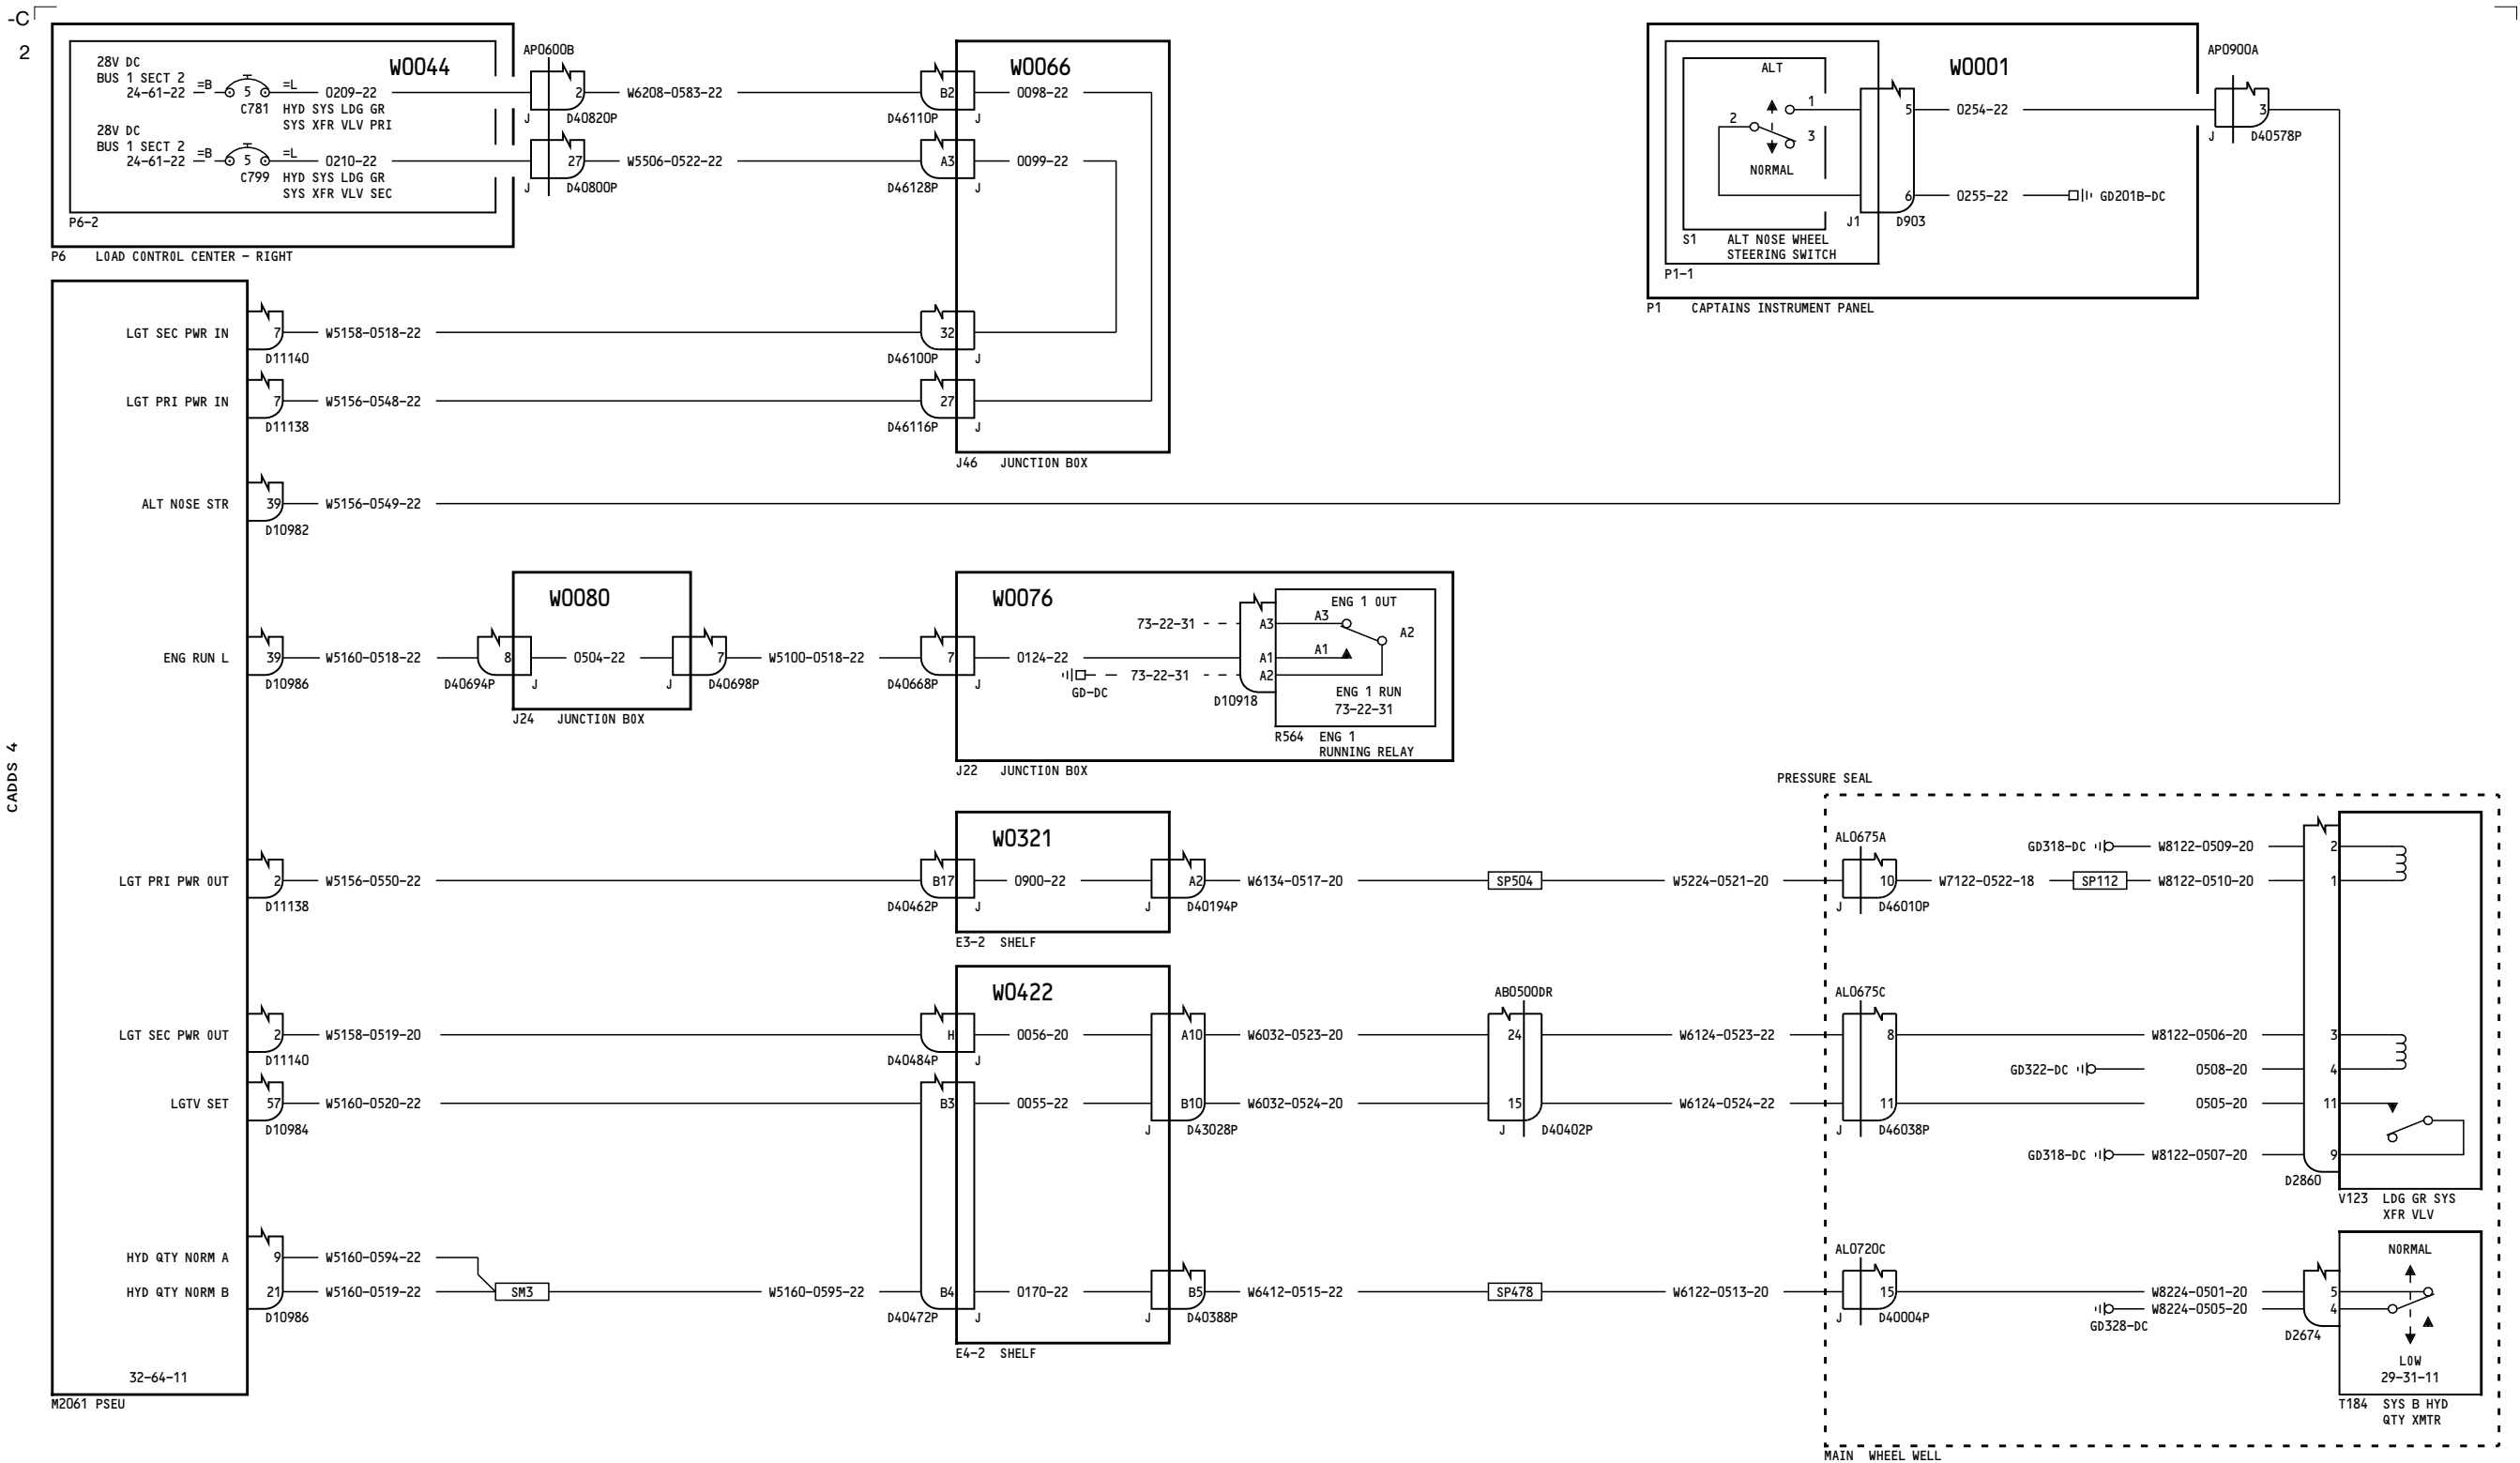 -C
2
28V DC
BUS 1 SECT 2
24-61-22 =B 5 =L 0209-22
C781 HYD SYS LDG GR
SYS XFR VLV PRI
28V DC
BUS 1 SECT 2
24-61-22 =B 5 =L 0210-22
C799 HYD SYS LDG GR
SYS XFR VLV SEC
W0044
P6-2
P6 LOAD CONTROL CENTER - RIGHT
AP0600B
2 W6208-0583-22
J D40820P
27 W5506-0522-22
J D40800P
W0066
B2 0098-22
D46110P J
A3 0099-22
D46128P J
32
D46100P J
27
D46116P J
J46 JUNCTION BOX
W0001
ALT
1
2
3
NORMAL
S1 ALT NOSE WHEEL
STEERING SWITCH
J1 D903
5 0254-22
6 0255-22 GD201B-DC
P1-1
P1 CAPTAINS INSTRUMENT PANEL
AP0900A
3
J D40578P
LGT SEC PWR IN 7 W5158-0518-22
D11140
LGT PRI PWR IN 7 W5156-0548-22
D11138
ALT NOSE STR 39 W5156-0549-22
D10982
ENG RUN L 39 W5160-0518-22
D10986
W0080
8 0504-22 7 W5100-0518-22
D40694P J J D40698P
J24 JUNCTION BOX
W0076
7 0124-22
D40668P J
73-22-31 A3
A1
GD-DC 73-22-31 A2
D10918
ENG 1 OUT
A3
A2
A1
ENG 1 RUN
73-22-31
R564 ENG 1
RUNNING RELAY
J22 JUNCTION BOX
CADDS 4
PRESSURE SEAL
W0321
LGT PRI PWR OUT 2 W5156-0550-22 B17 0900-22 A2 W6134-0517-20 SP504 W5224-0521-20 10 W7122-0522-18 SP112 W8122-0510-20 1
D11138 D40462P J J D40194P J D46010P
AL0675A
GD318-DC W8122-0509-20 2
E3-2 SHELF
W0422
AB0500DR
AL0675C
LGT SEC PWR OUT 2 W5158-0519-20 H 0056-20 A10 W6032-0523-20 24 W6124-0523-22 8 W8122-0506-20 3
D11140 D40484P J
GD322-DC 0508-20 4
LGTV SET 57 W5160-0520-22 B3 0055-22 B10 W6032-0524-20 15 W6124-0524-22 11 0505-20 11
D10984 J D43028P J D40402P J D46038P
GD318-DC W8122-0507-20 9
D2860
V123 LDG GR SYS
XFR VLV
HYD QTY NORM A 9 W5160-0594-22
AL0720C
NORMAL
HYD QTY NORM B 21 W5160-0519-22 SM3 W5160-0595-22 B4 0170-22 B5 W6412-0515-22 SP478 W6122-0513-20 15 W8224-0501-20 5
D10986 D40472P J D40388P J D40004P
W8224-0505-20 4
GD328-DC
D2674
LOW
29-31-11
E4-2 SHELF
32-64-11
M2061 PSEU
T184 SYS B HYD
QTY XMTR
MAIN WHEEL WELL